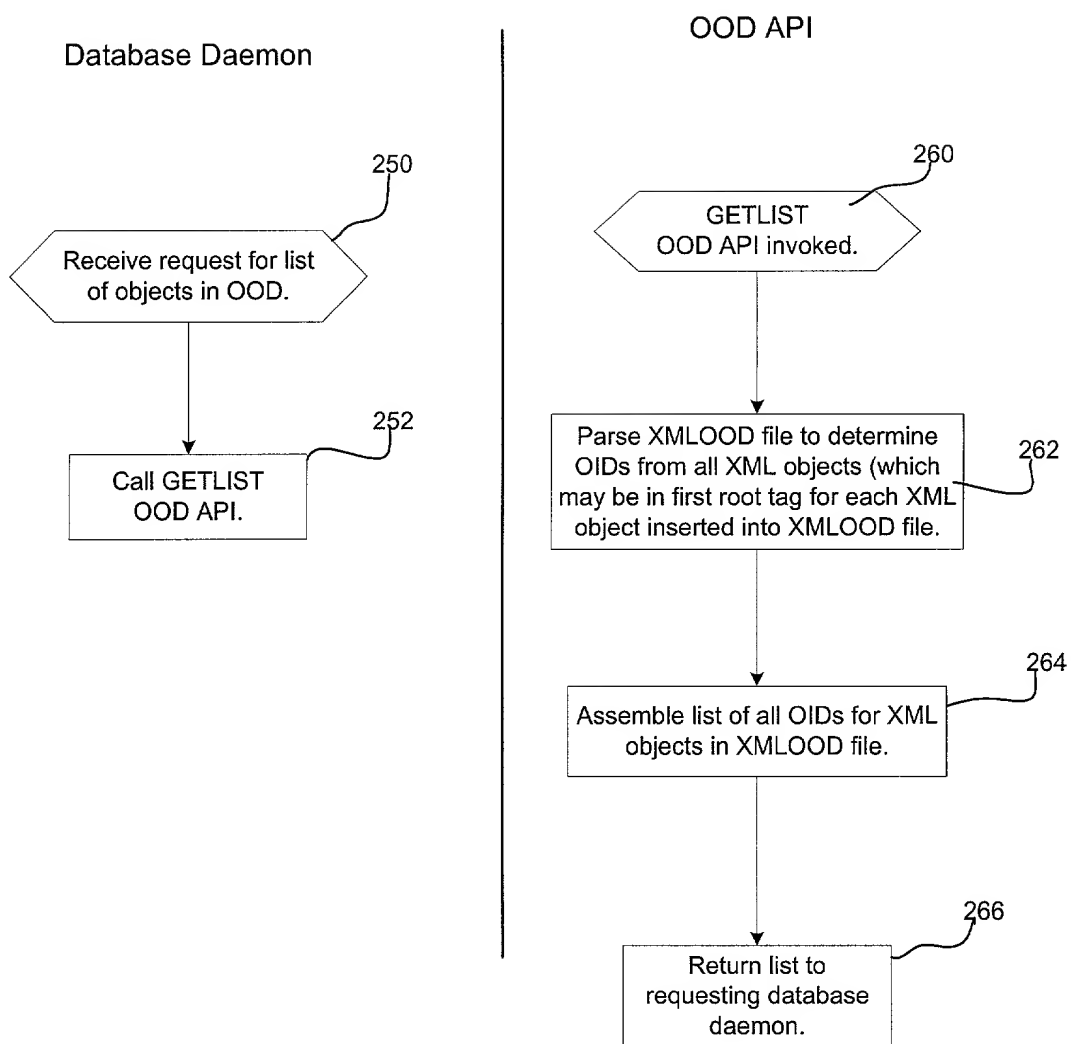 Database Daemon
250
Receive request for list
of objects in OOD.
252
Call GETLIST
OOD API.
OOD API
260
GETLIST
OOD API invoked.
Parse XMLOOD file to determine
OIDs from all XML objects (which
may be in first root tag for each XML
object inserted into XMLOOD file.
262
264
Assemble list of all OIDs for XML
objects in XMLOOD file.
266
Return list to
requesting database
daemon.